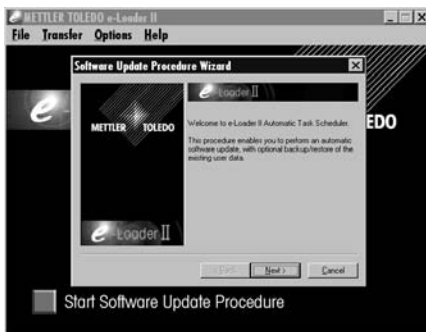 METTLER TOLEDO e-Loader II
File Transfer Options Help
Software Update Procedure Wizard
e-Loader II
METTLER TOLEDO
Welcome to e-Loader II Automatic Task Scheduler.
This procedure enables you to perform an automatic
software update, with optional backup/restore of the
existing user data.
e
EDO
e-Loader II
< Back
Next >
Cancel
Start Software Update Procedure